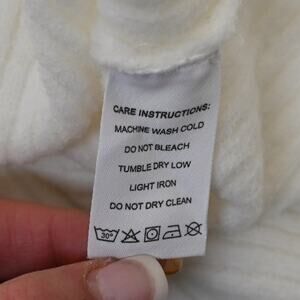 CARE INSTRUCTIONS:
MACHINE WASH COLD
DO NOT BLEACH
TUMBLE DRY LOW
LIGHT IRON
DO NOT DRY CLEAN
30°